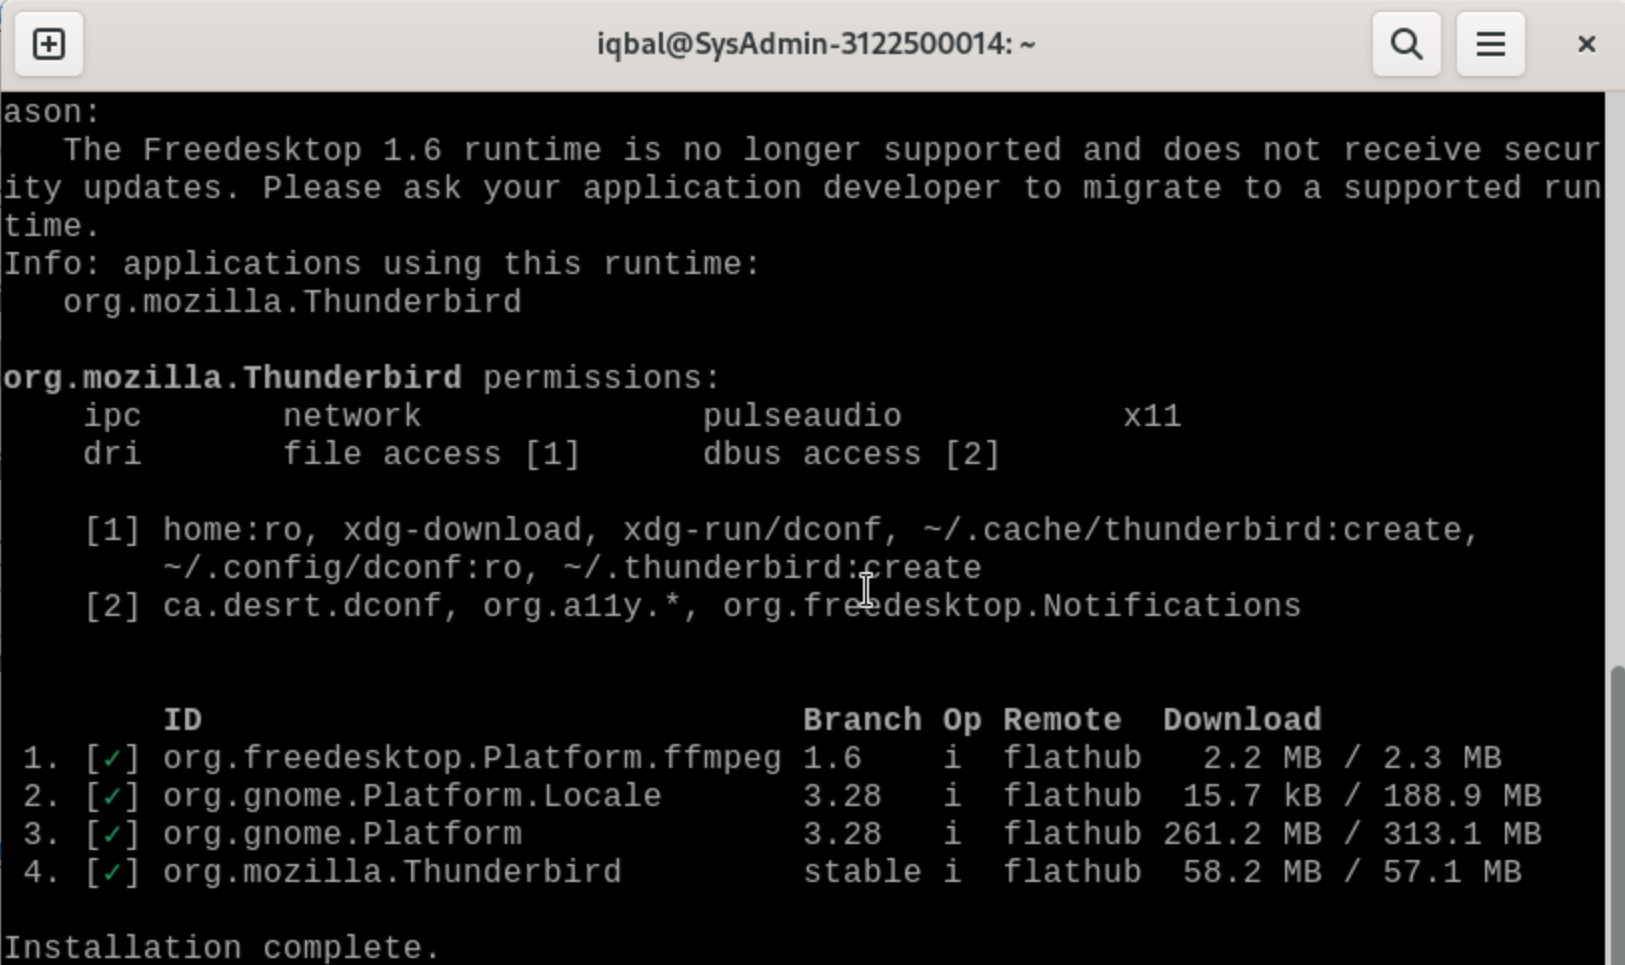 iqbal@SysAdmin-3122500014: ~
ason:
   The Freedesktop 1.6 runtime is no longer supported and does not receive secur
ity updates. Please ask your application developer to migrate to a supported run
time.
Info: applications using this runtime:
   org.mozilla.Thunderbird

org.mozilla.Thunderbird permissions:
    ipc       network              pulseaudio           x11
    dri       file access [1]      dbus access [2]

    [1] home:ro, xdg-download, xdg-run/dconf, ~/.cache/thunderbird:create,
        ~/.config/dconf:ro, ~/.thunderbird:create
    [2] ca.desrt.dconf, org.a11y.*, org.freedesktop.Notifications

        ID                              Branch Op Remote  Download
 1. [✓] org.freedesktop.Platform.ffmpeg 1.6    i  flathub   2.2 MB / 2.3 MB
 2. [✓] org.gnome.Platform.Locale       3.28   i  flathub  15.7 kB / 188.9 MB
 3. [✓] org.gnome.Platform              3.28   i  flathub 261.2 MB / 313.1 MB
 4. [✓] org.mozilla.Thunderbird         stable i  flathub  58.2 MB / 57.1 MB

Installation complete.